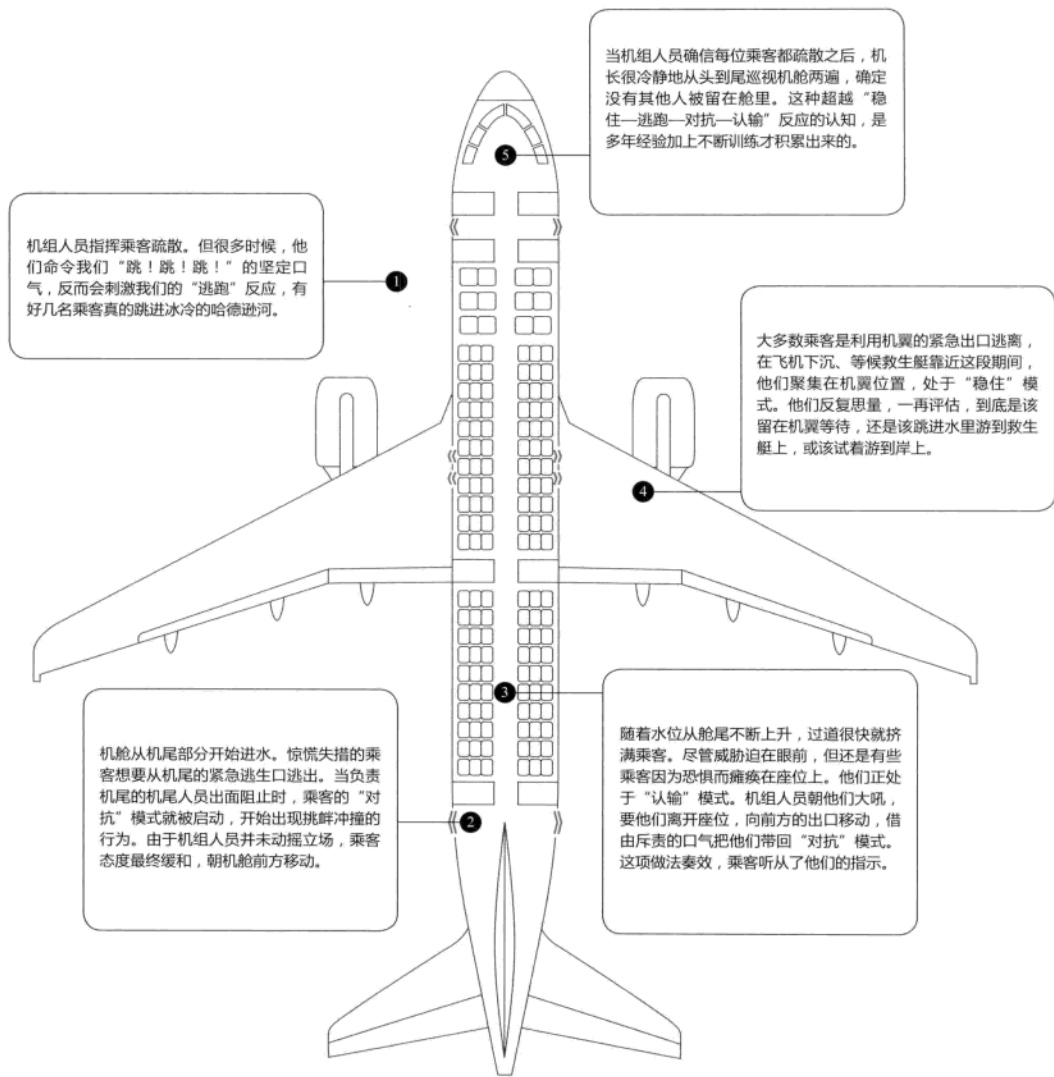 当机组人员确信每位乘客都疏散之后，机
长很冷静地从头到尾巡视机舱两遍，确定
没有其他人被留在舱里。这种超越“稳
住—逃跑—对抗—认输”反应的认知，是
多年经验加上不断训练才积累出来的。
5
机组人员指挥乘客疏散。但很多时候，他
们命令我们“跳！跳！跳！”的坚定口
气，反而会刺激我们的“逃跑”反应，有
好几名乘客真的跳进冰冷的哈德逊河。
1
大多数乘客是利用机翼的紧急出口逃离，
在飞机下沉、等候救生艇靠近这段期间，
他们聚集在机翼位置，处于“稳住”模
式。他们反复思量，一再评估，到底是该
留在机翼等待，还是该跳进水里游到救生
艇上，或该试着游到岸上。
4
机舱从机尾部分开始进水。惊慌失措的乘
客想要从机尾的紧急逃生口逃出。当负责
机尾的机尾人员出面阻止时，乘客的“对
抗”模式就被启动，开始出现挑衅冲撞的
行为。由于机组人员并未动摇立场，乘客
态度最终缓和，朝机舱前方移动。
2
3
随着水位从舱尾不断上升，过道很快就挤
满乘客。尽管威胁迫在眼前，但还是有些
乘客因为恐惧而瘫痪在座位上。他们正处
于“认输”模式。机组人员朝他们大吼，
要他们离开座位，向前方的出口移动，借
由斥责的口气把他们带回“对抗”模式。
这项做法奏效，乘客听从了他们的指示。